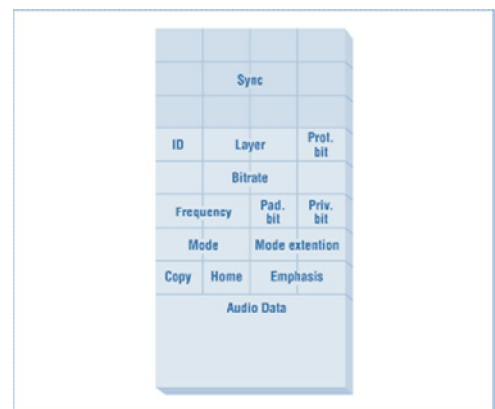 Sync
ID Layer Prot. bit
Bitrate
Frequency Pad. bit Priv. bit
Mode Mode extention
Copy Home Emphasis
Audio Data